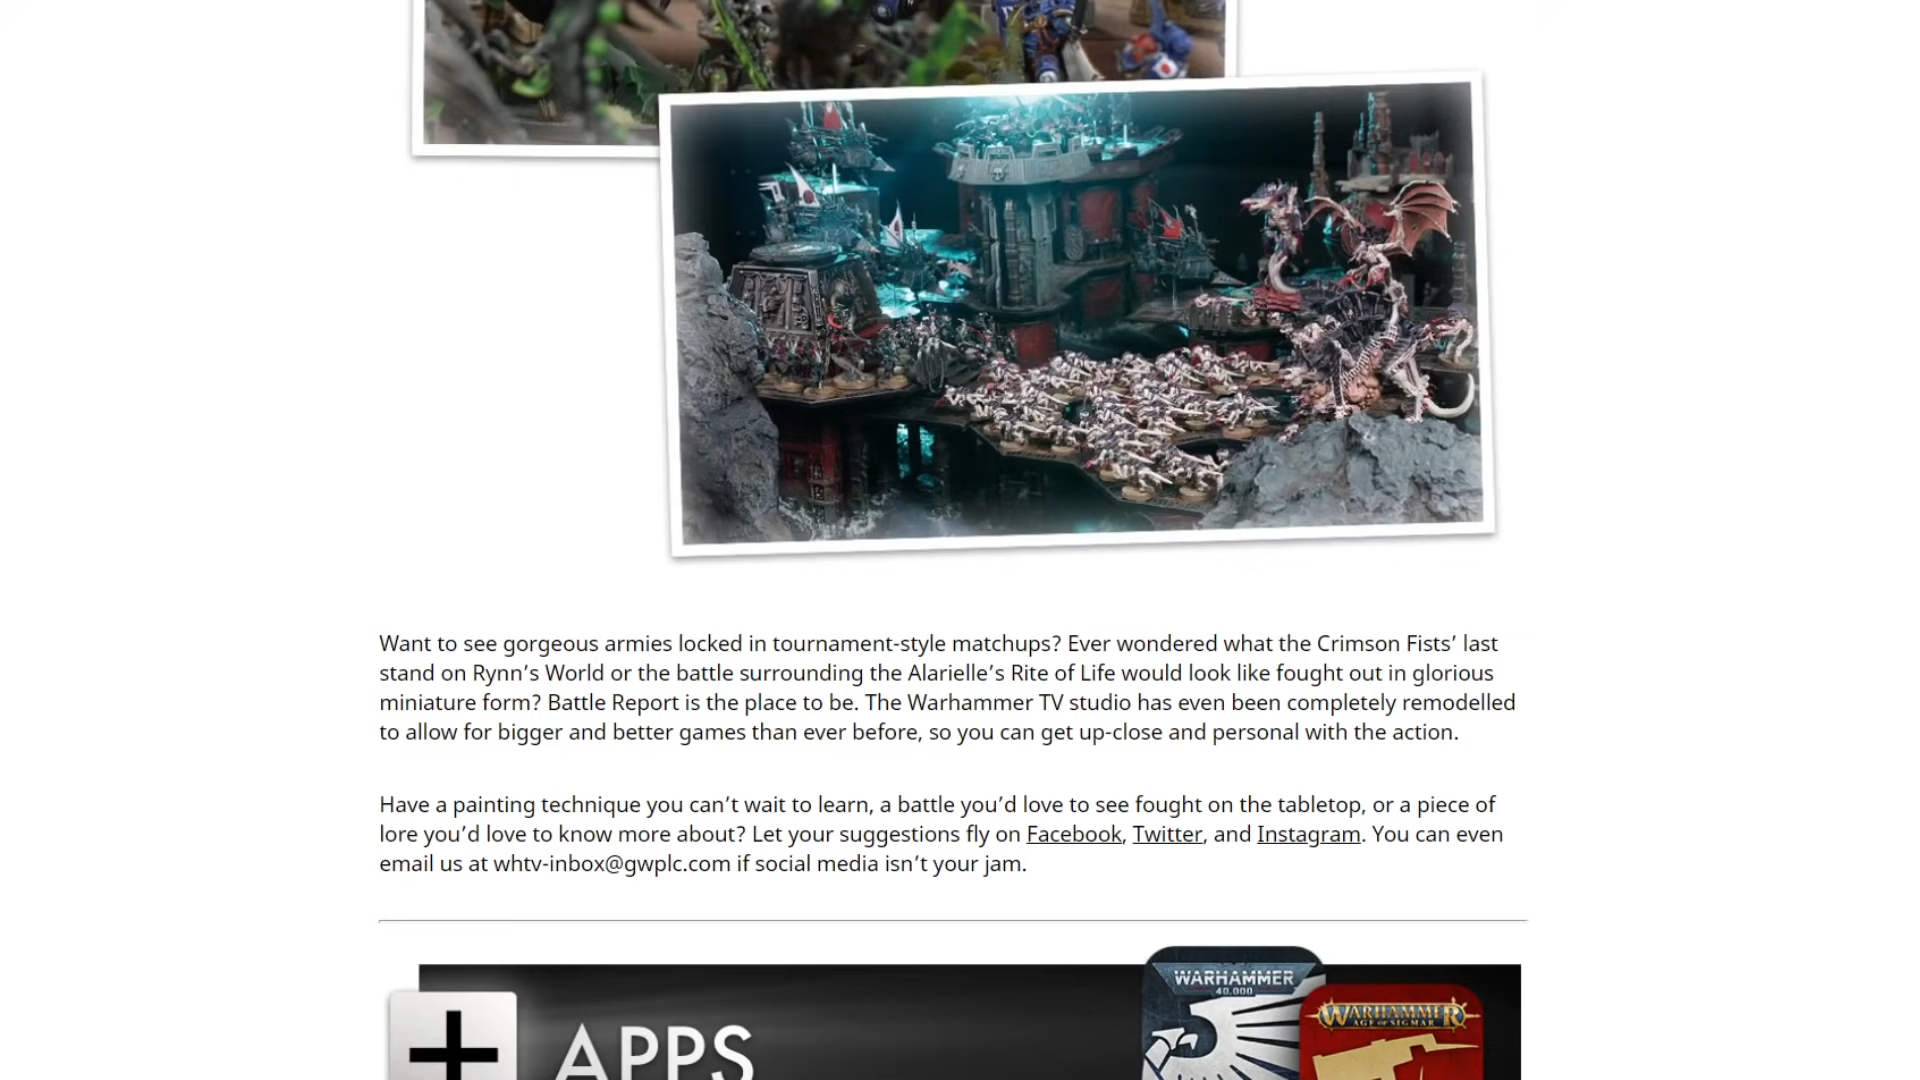 Want to see gorgeous armies locked in tournament-style matchups? Ever wondered what the Crimson Fists’ last
stand on Rynn’s World or the battle surrounding the Alarielle’s Rite of Life would look like fought out in glorious
miniature form? Battle Report is the place to be. The Warhammer TV studio has even been completely remodelled
to allow for bigger and better games than ever before, so you can get up-close and personal with the action.
Have a painting technique you can’t wait to learn, a battle you’d love to see fought on the tabletop, or a piece of
lore you’d love to know more about? Let your suggestions fly on Facebook, Twitter, and Instagram. You can even
email us at whtv-inbox@gwplc.com if social media isn’t your jam.
WARHAMMER
40,000
WARHAMMER
AGE OF SIGMAR
+ APPS